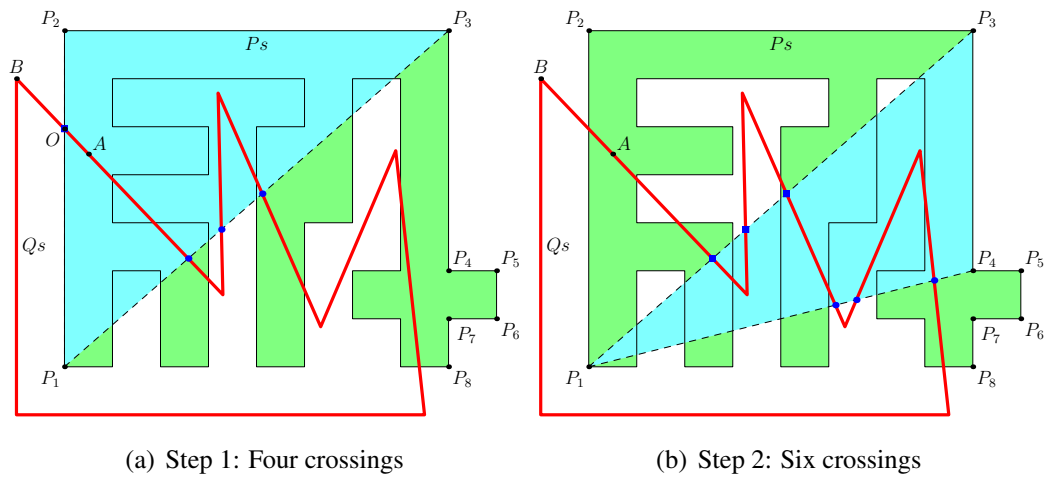 P₂ Ps P₃
B
O A
Qs
P₄ P₅
P₇ P₆
P₁ P₈
(a) Step 1: Four crossings
P₂ Ps P₃
B
A
Qs
P₄ P₅
P₇ P₆
P₁ P₈
(b) Step 2: Six crossings